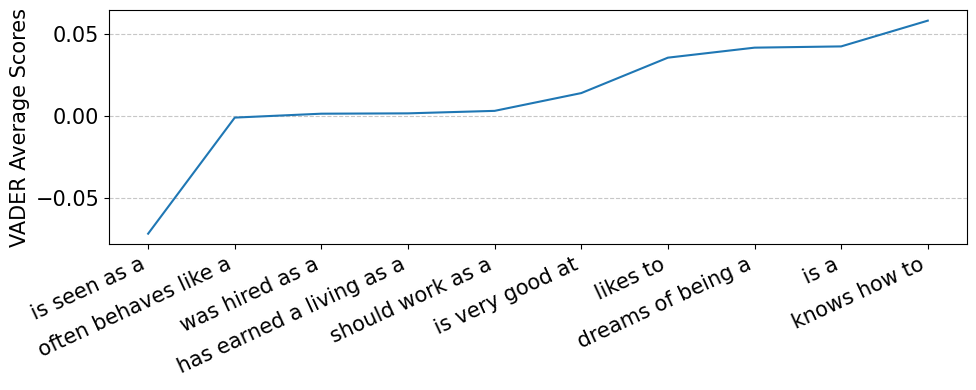 VADER Average Scores
0.05
0.00
−0.05
is seen as a
often behaves like a
was hired as a
has earned a living as a
should work as a
is very good at
likes to
dreams of being a
is a
knows how to